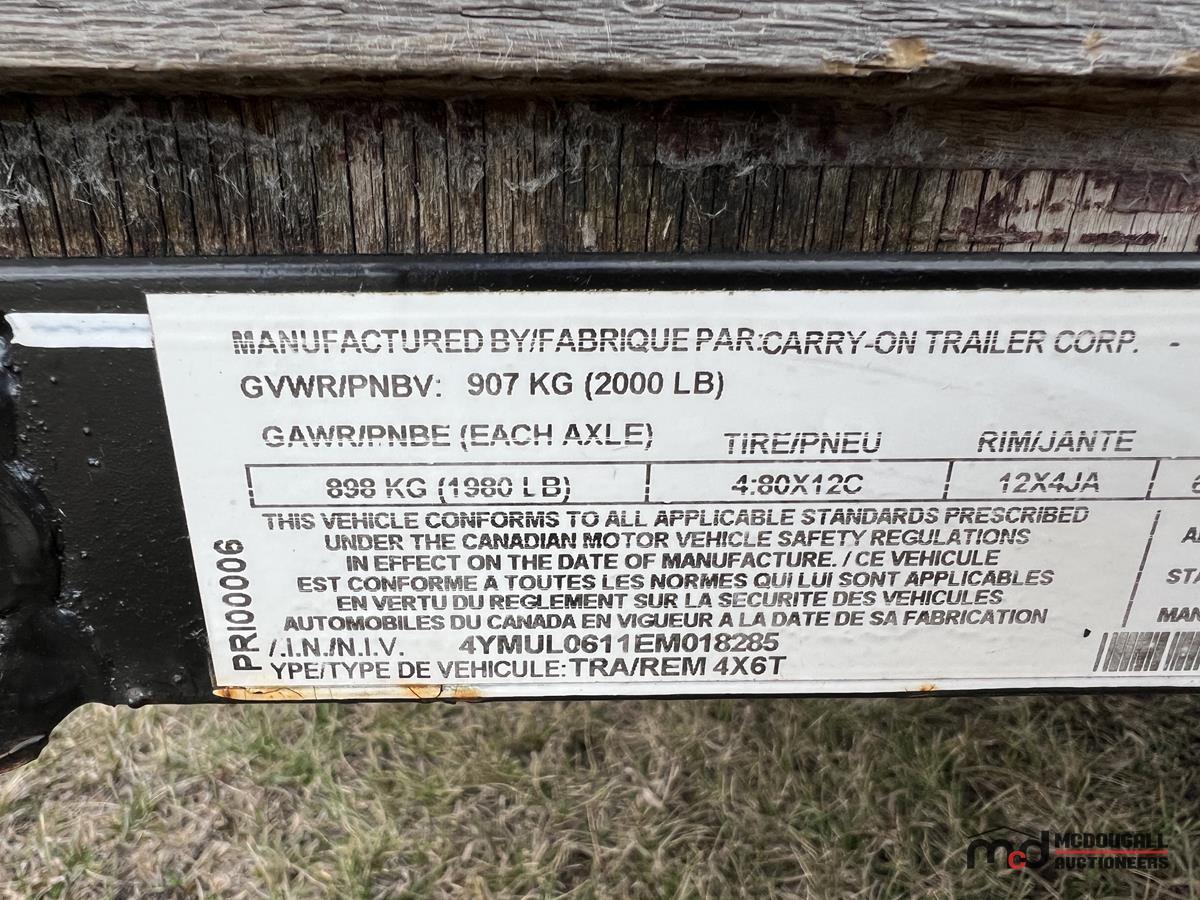 MANUFACTURED BY/FABRIQUE PAR:CARRY-ON TRAILER CORP. -
GVWR/PNBV: 907 KG (2000 LB)
GAWR/PNBE (EACH AXLE) TIRE/PNEU RIM/JANTE
898 KG (1980 LB) 4:80X12C 12X4JA
THIS VEHICLE CONFORMS TO ALL APPLICABLE STANDARDS PRESCRIBED
UNDER THE CANADIAN MOTOR VEHICLE SAFETY REGULATIONS
IN EFFECT ON THE DATE OF MANUFACTURE. / CE VEHICULE
EST CONFORME A TOUTES LES NORMES QUI LUI SONT APPLICABLES
EN VERTU DU REGLEMENT SUR LA SECURITE DES VEHICULES
AUTOMOBILES DU CANADA EN VIGUEUR A LA DATE DE SA FABRICATION
/.I.N./N.I.V. 4YMUL0611EM018285
YPE/TYPE DE VEHICULE: TRA/REM 4X6T
PRI00006
mcd MCDOUGALL
AUCTIONEERS